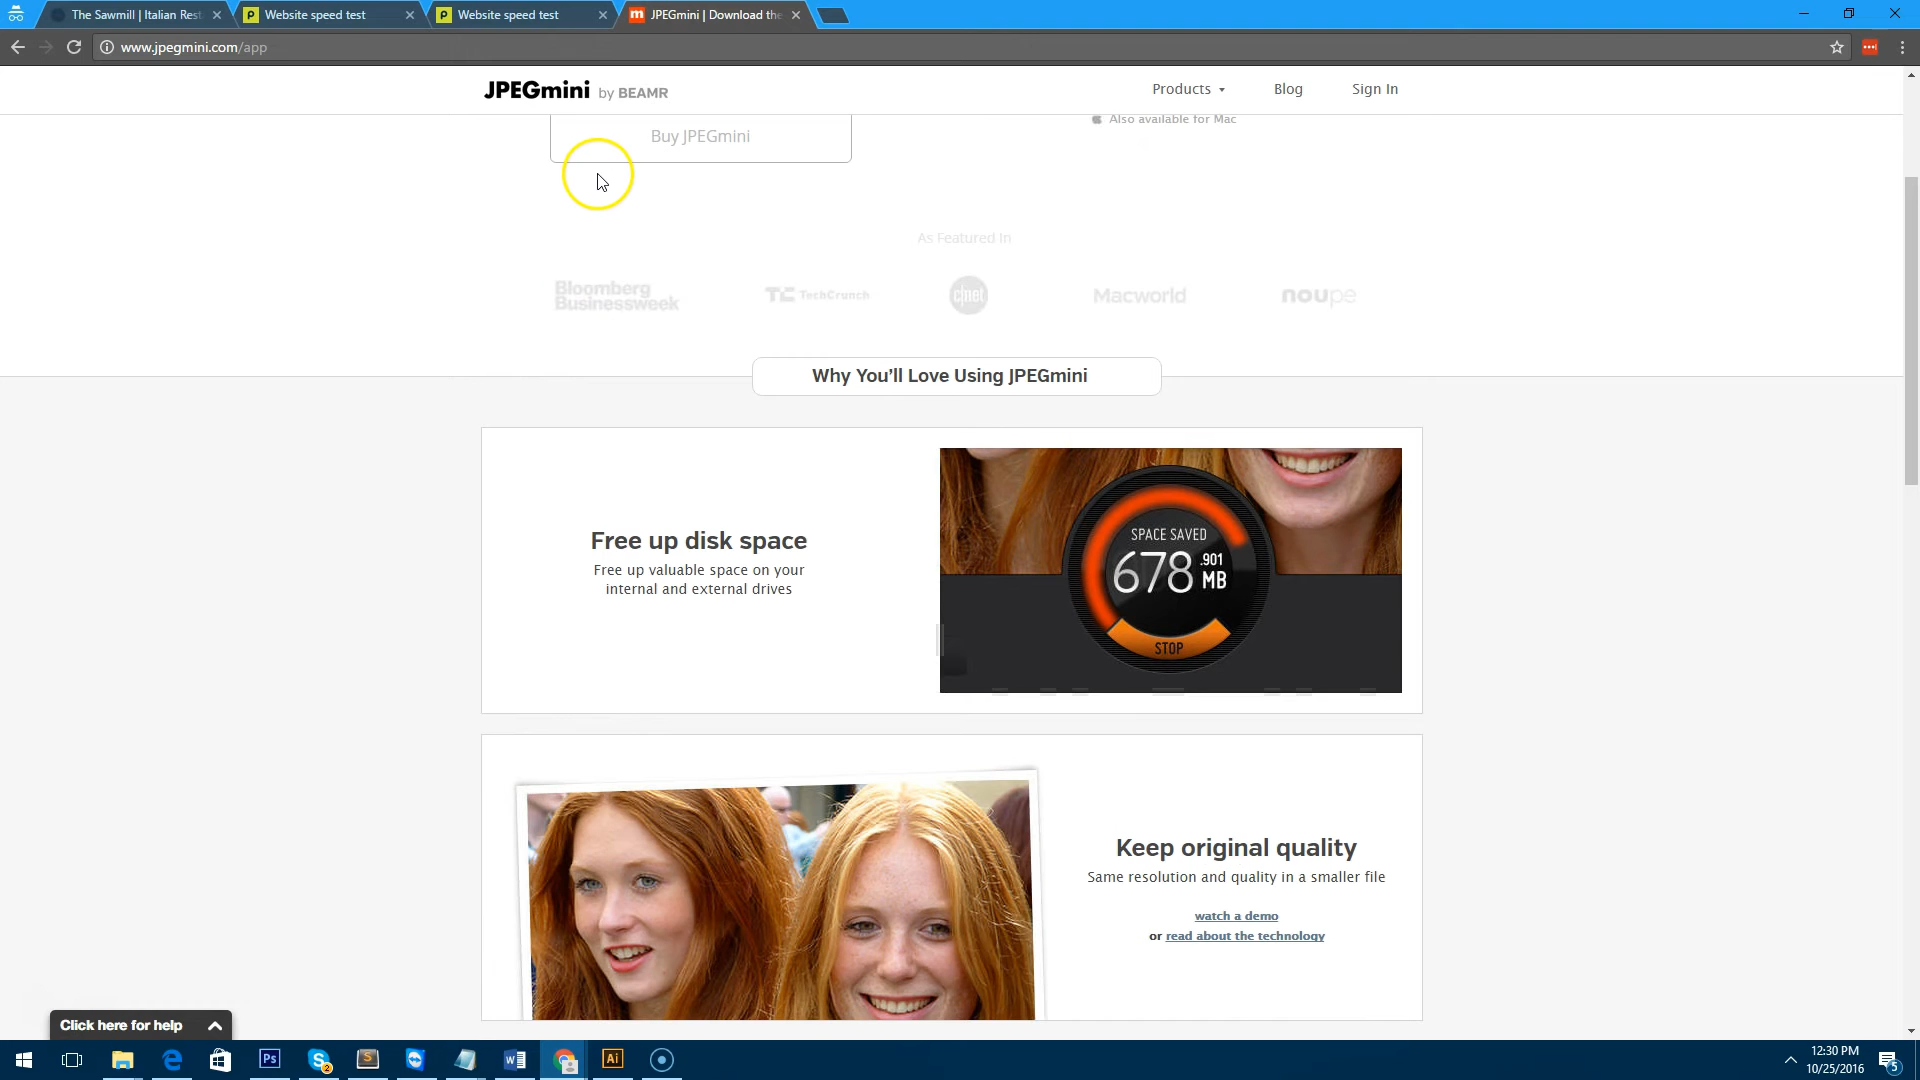 The Sawmill | Italian Rest
Website speed test
Website speed test
JPEGmini | Download the
www.jpegmini.com/app
JPEGmini by BEAMR
Products
Blog
Sign In
Buy JPEGmini
Also available for Mac
As Featured In
Bloomberg
Businessweek
TC TechCrunch
c|net
Macworld
noupe
Why You'll Love Using JPEGmini
Free up disk space
Free up valuable space on your
internal and external drives
SPACE SAVED
678 .901 MB
STOP
Keep original quality
Same resolution and quality in a smaller file
watch a demo
or read about the technology
Click here for help
12:30 PM
10/25/2016